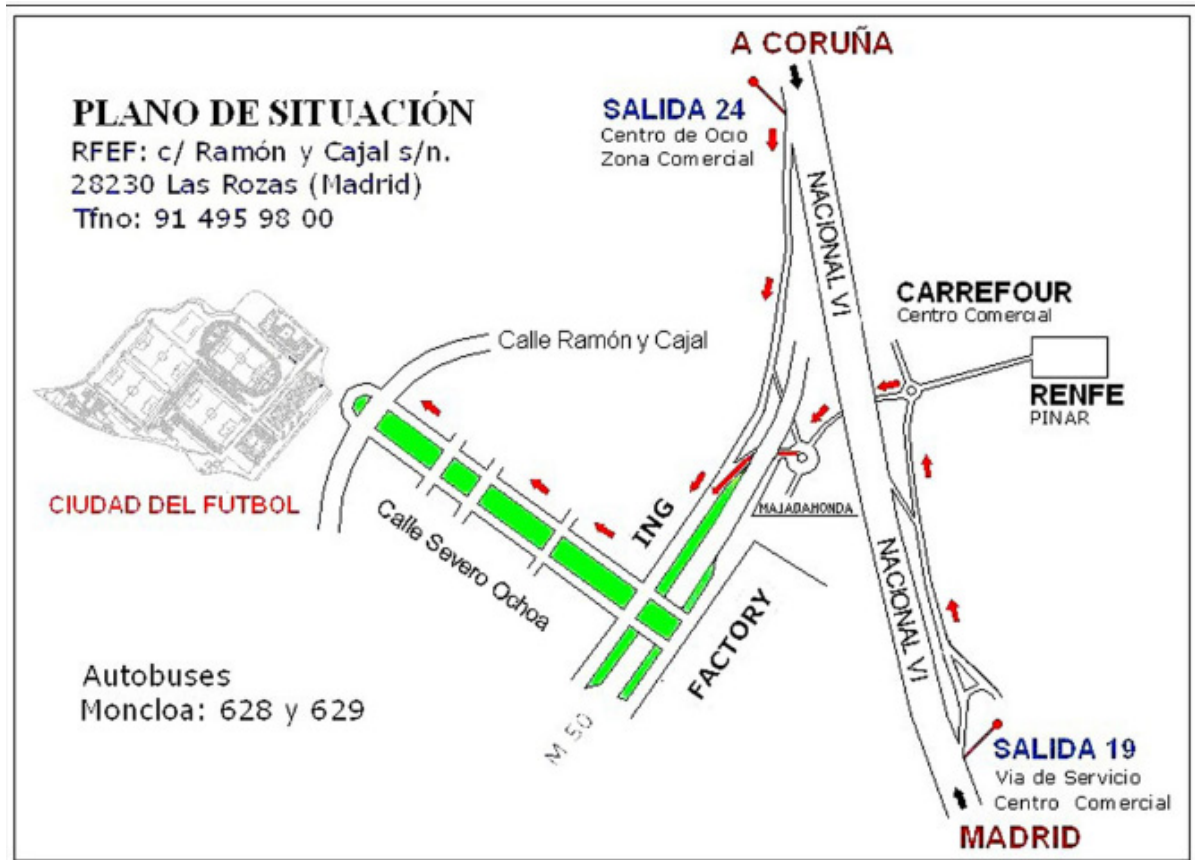 A CORUÑA
PLANO DE SITUACIÓN
RFEF: c/ Ramón y Cajal s/n.
28230 Las Rozas (Madrid)
Tfno: 91 495 98 00
SALIDA 24
Centro de Ocio
Zona Comercial
NACIONAL VI
CARREFOUR
Centro Comercial
RENFE
PINAR
Calle Ramón y Cajal
CIUDAD DEL FÚTBOL
Calle Severo Ochoa
ING
MAJADAHONDA
FACTORY
NACIONAL VI
Autobuses
Moncloa: 628 y 629
M 50
SALIDA 19
Via de Servicio
Centro Comercial
MADRID